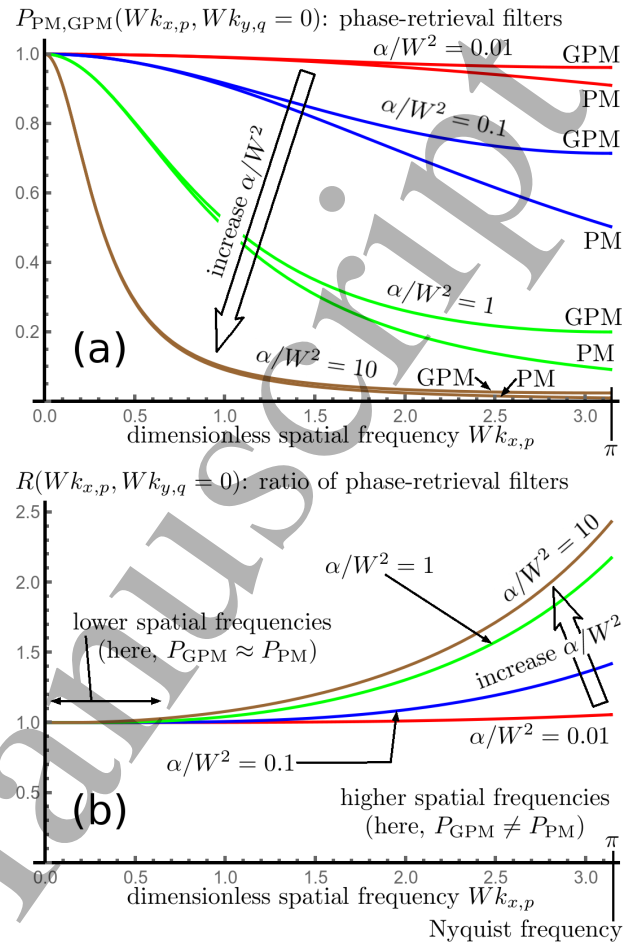 P_PM,GPM(Wk_x,p, Wk_y,q = 0): phase-retrieval filters
1.0
α/W² = 0.01
GPM
PM
0.8
α/W² = 0.1
GPM
increase α/W²
0.6
PM
0.4
α/W² = 1
GPM
0.2
(a)
α/W² = 10
PM
GPM
PM
0.0
0.5
1.0
1.5
2.0
2.5
3.0
dimensionless spatial frequency Wk_x,p
π
R(Wk_x,p, Wk_y,q = 0): ratio of phase-retrieval filters
2.5
α/W² = 10
α/W² = 1
2.0
lower spatial frequencies
(here, P_GPM ≈ P_PM)
1.5
increase α/W²
1.0
α/W² = 0.01
α/W² = 0.1
0.5
(b)
higher spatial frequencies
(here, P_GPM ≠ P_PM)
π
0.0
0.5
1.0
1.5
2.0
2.5
3.0
dimensionless spatial frequency Wk_x,p
Nyquist frequency
anuscript